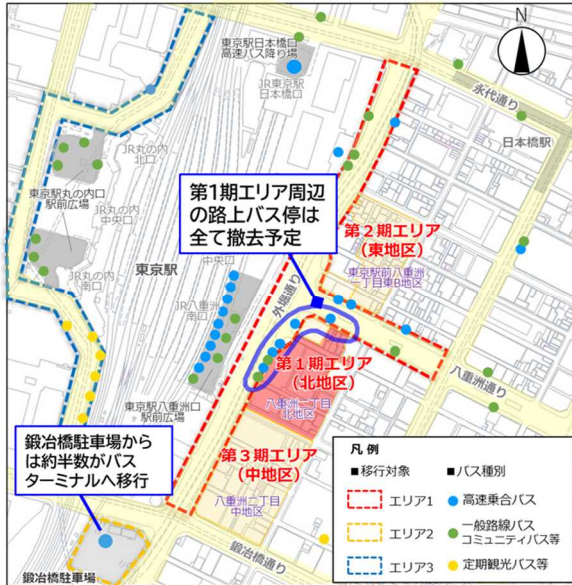 N
東京駅日本橋口
高速バス降り場
JR東京駅
日本橋口
永代通り
日本橋駅
JR丸の内
北口
東京駅丸の内口
駅前広場
JR丸の内
中央口
第1期エリア周辺
の路上バス停は
全て撤去予定
第2期エリア
（東地区）
東京駅前八重洲
一丁目東B地区
東京駅
中央口
JR丸の内
南口
JR八重洲
南口
外堀通り
第1期エリア
（北地区）
八重洲二丁目
北地区
八重洲通り
東京駅八重洲口
駅前広場
第3期エリア
（中地区）
八重洲二丁目
中地区
鍛冶橋駐車場から
は約半数がバス
ターミナルへ移行
鍛冶橋通り
鍛冶橋駐車場
凡 例
■移行対象
■バス種別
エリア1
高速乗合バス
エリア2
一般路線バス
コミュニティバス等
エリア3
定期観光バス等